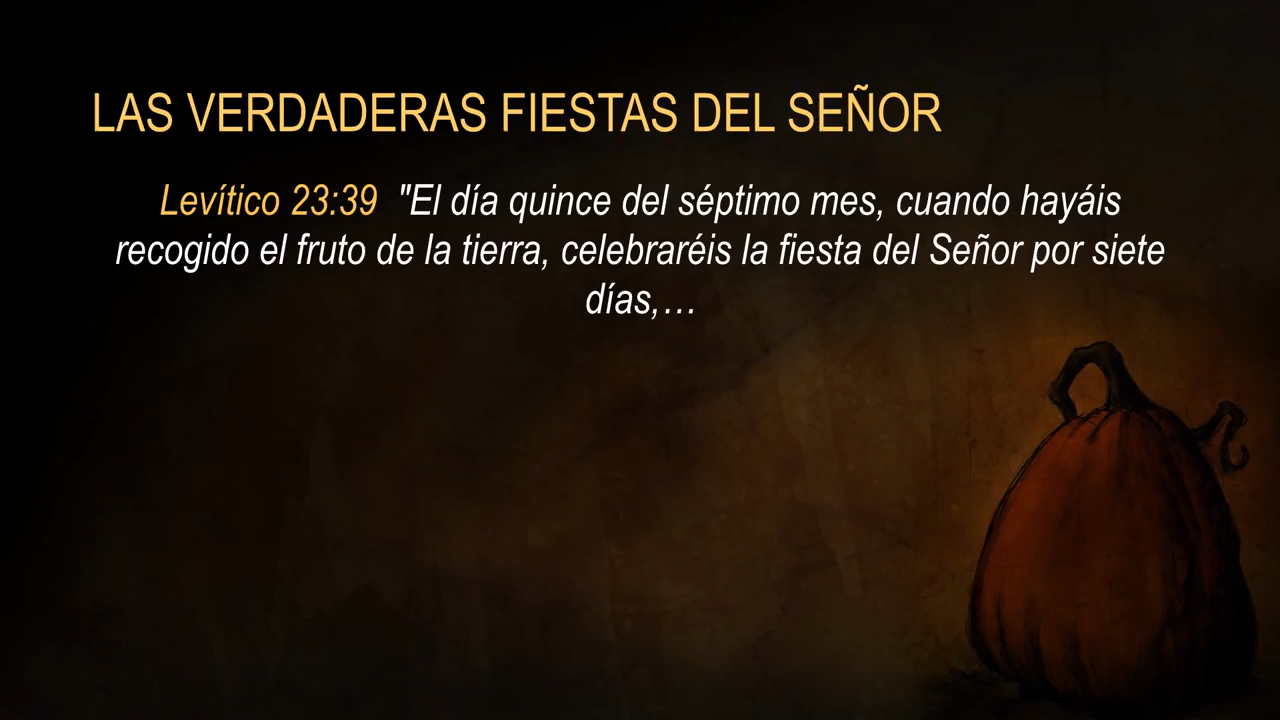 LAS VERDADERAS FIESTAS DEL SEÑOR
Levítico 23:39  "El día quince del séptimo mes, cuando hayáis
recogido el fruto de la tierra, celebraréis la fiesta del Señor por siete
días,…